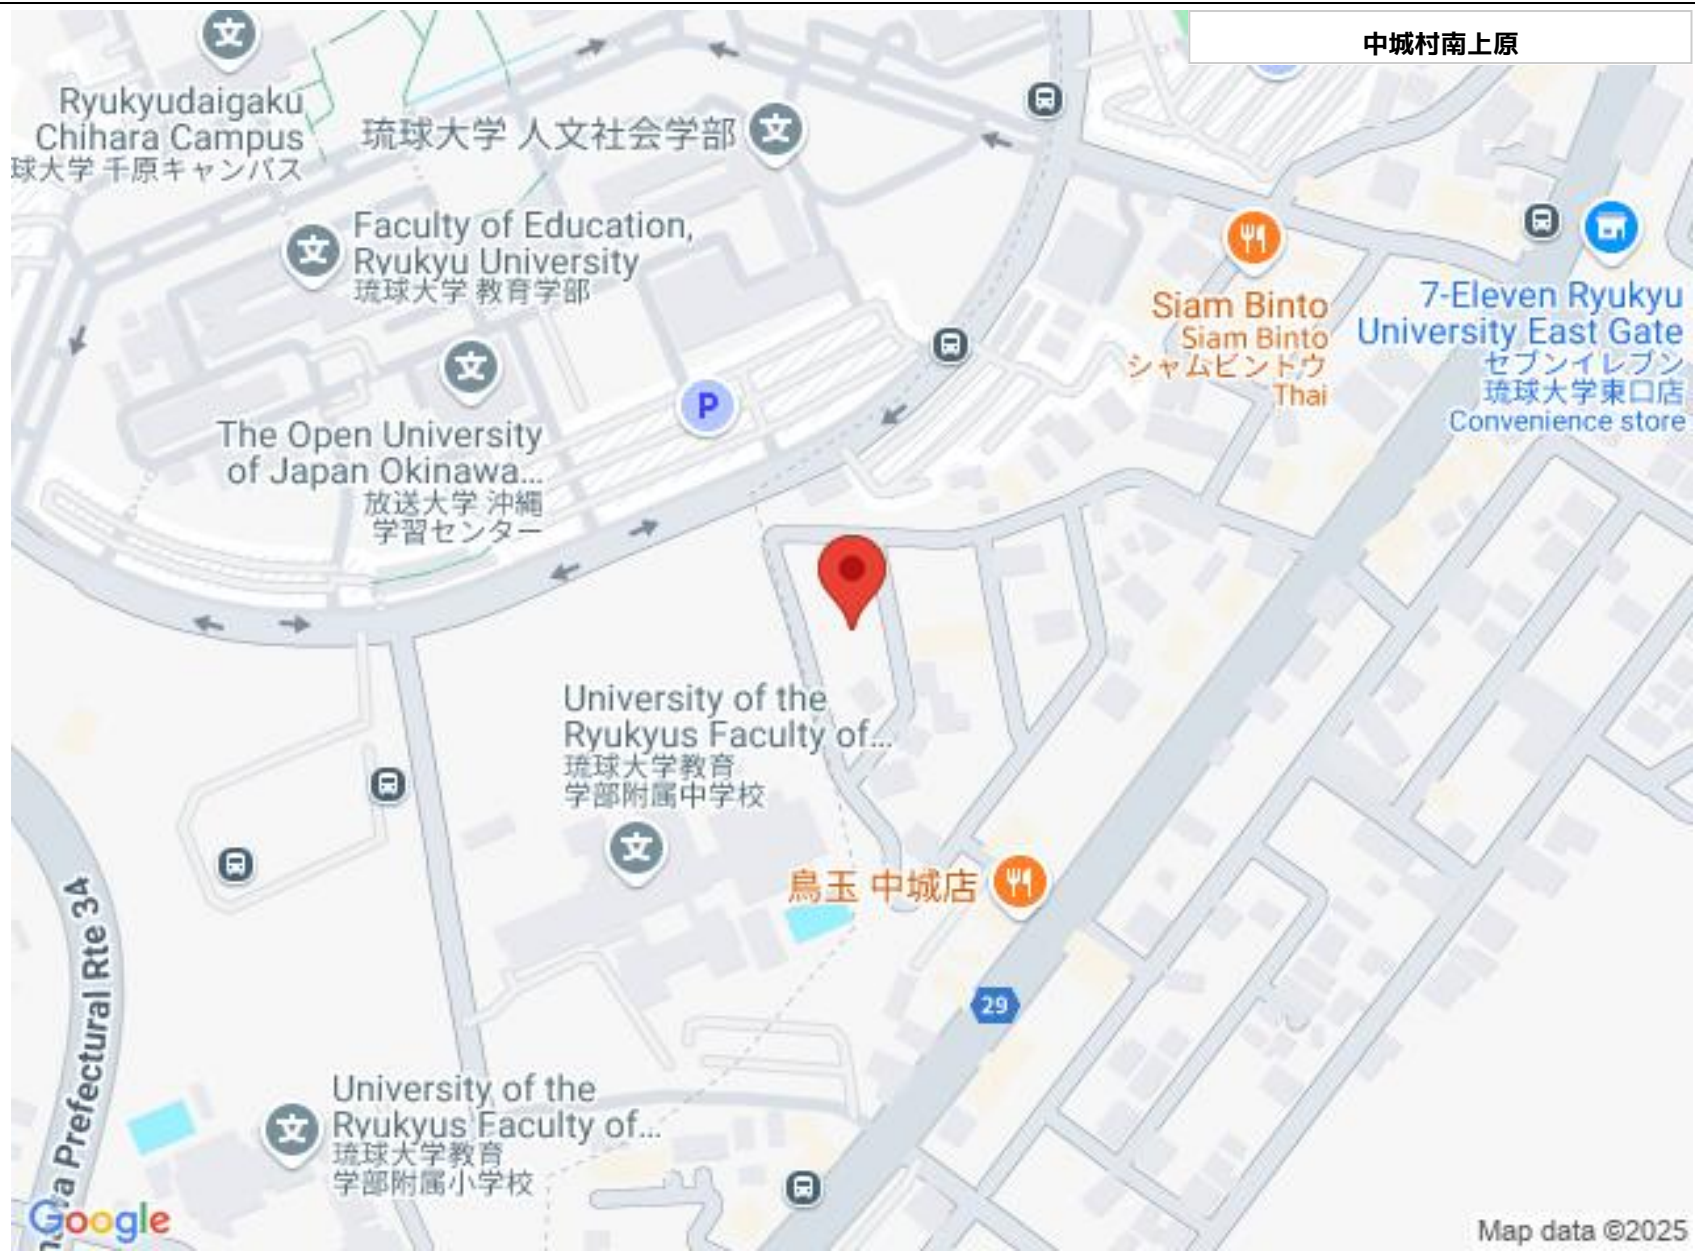 中城村南上原
Ryukyudaigaku
Chihara Campus
球大学 千原キャンパス
琉球大学 人文社会学部
Faculty of Education,
Ryukyu University
琉球大学 教育学部
Siam Binto
Siam Binto
シャムビントウ
Thai
7-Eleven Ryukyu
University East Gate
セブンイレブン
琉球大学東口店
Convenience store
P
The Open University
of Japan Okinawa...
放送大学 沖縄
学習センター
University of the
Ryukyus Faculty of...
琉球大学教育
学部附属中学校
鳥玉 中城店
29
a Prefectural Rte 34
University of the
Ryukyus Faculty of...
琉球大学教育
学部附属小学校
Google
Map data ©2025